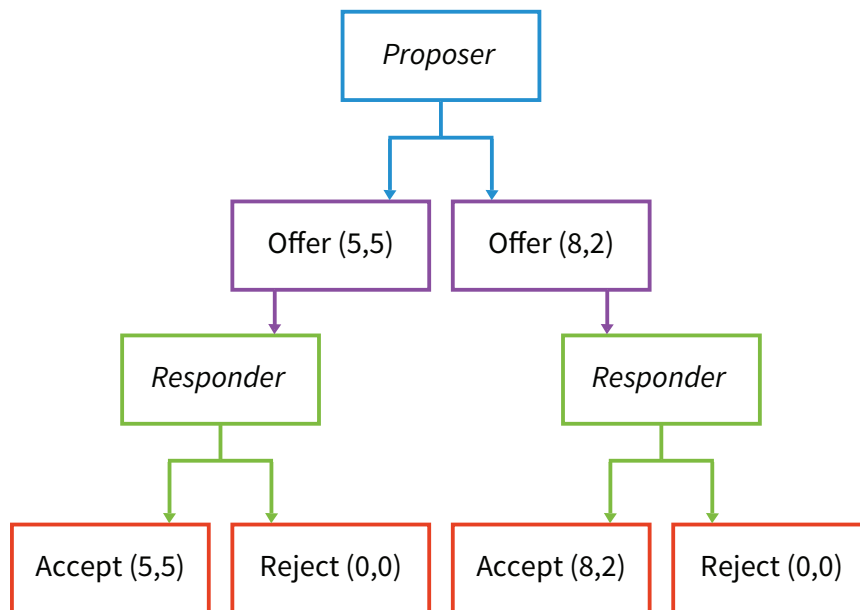 Proposer
Offer (5,5)
Offer (8,2)
Responder
Responder
Accept (5,5)
Reject (0,0)
Accept (8,2)
Reject (0,0)